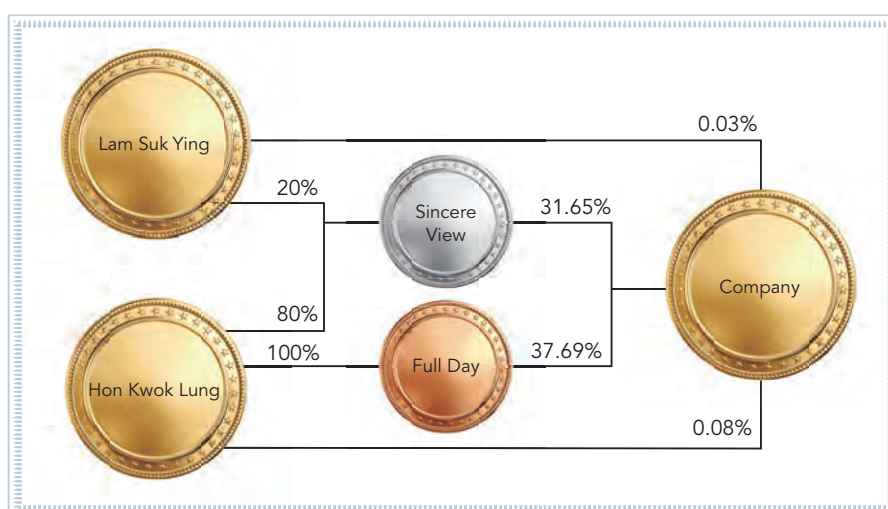 0.03%
Lam Suk Ying
20%
Sincere
View
31.65%
Company
80%
100%
Full Day
37.69%
Hon Kwok Lung
0.08%